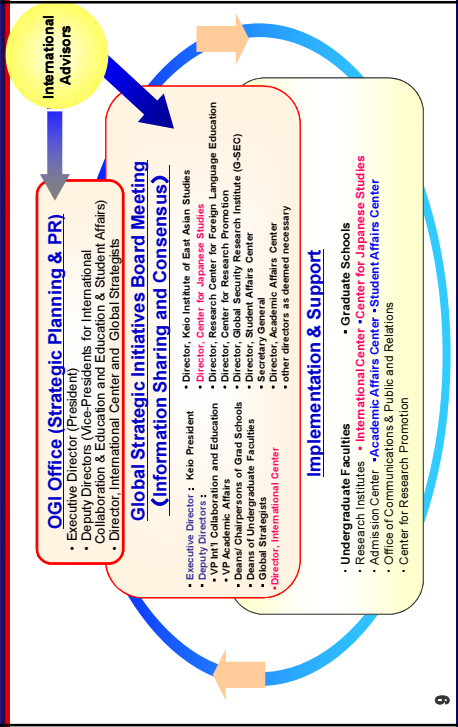 International
Advisors
OGI Office (Strategic Planning & PR)
• Executive Director (President)
• Deputy Directors (Vice-Presidents for International
Collaboration & Education and Education & Student Affairs)
• Director, International Center and Global Strategists
Global Strategic Initiatives Board Meeting
(Information Sharing and Consensus)
• Executive Director： Keio President
• Deputy Directors：
• VP Int'l Collaboration and Education
• VP Academic Affairs
• Deans/ Chairpersons of Grad Schools
• Deans of Undergraduate Faculties
• Global Strategists
•Director, International Center
• Director, Keio Institute of East Asian Studies
• Director, Center for Japanese Studies
• Director, Research Center for Foreign Language Education
• Director, Center for Research Promotion
• Director, Global Security Research Institute (G-SEC)
• Director, Student Affairs Center
• Secretary General
• Director, Academic Affairs Center
• other directors as deemed necessary
Implementation & Support
・Undergraduate Faculties ・Graduate Schools
・Research Institutes •International Center •Center for Japanese Studies
・Admission Center •Academic Affairs Center •Student Affairs Center
・Office of Communications & Public and Relations
・Center for Research Promotion
9